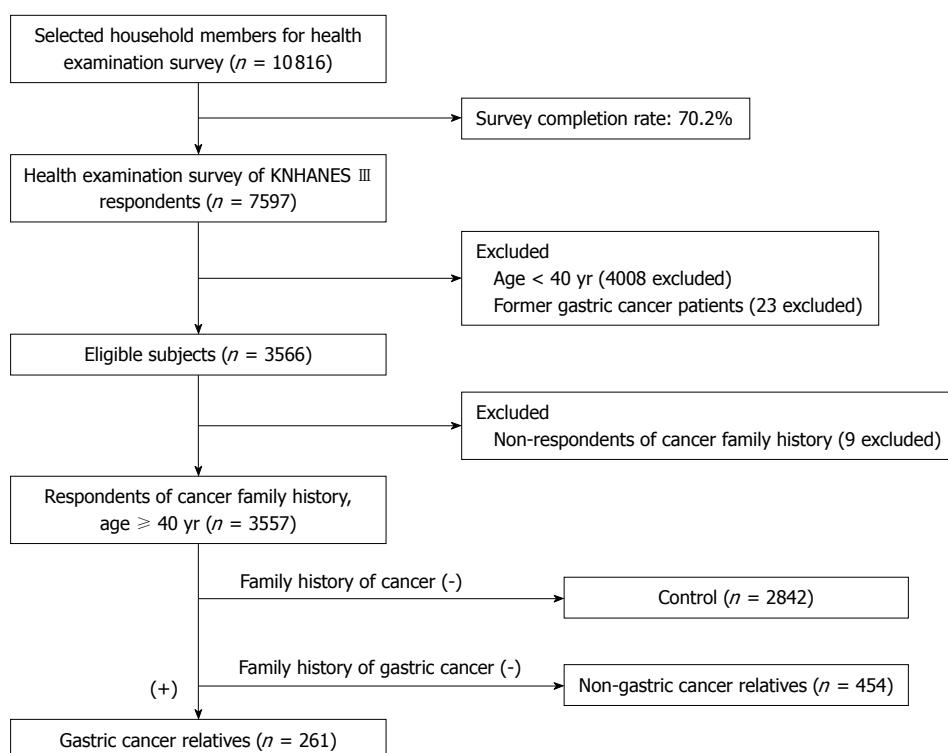 Selected household members for health
examination survey (n = 10 816)
Survey completion rate: 70.2%
Health examination survey of KNHANES Ⅲ
respondents (n = 7597)
Excluded
Age < 40 yr (4008 excluded)
Former gastric cancer patients (23 excluded)
Eligible subjects (n = 3566)
Excluded
Non-respondents of cancer family history (9 excluded)
Respondents of cancer family history,
age ≥ 40 yr (n = 3557)
Family history of cancer (-)
Control (n = 2842)
Family history of gastric cancer (-)
Non-gastric cancer relatives (n = 454)
(+)
Gastric cancer relatives (n = 261)